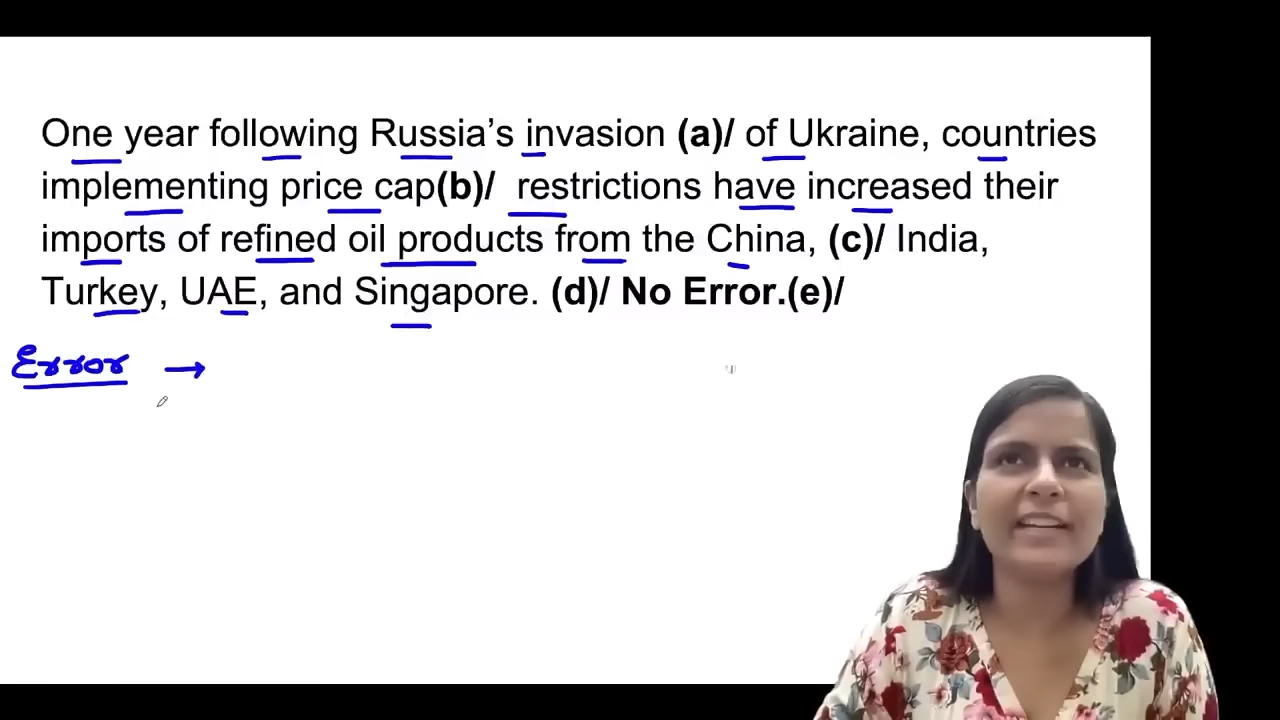 One year following Russia’s invasion (a)/ of Ukraine, countries
implementing price cap(b)/ restrictions have increased their
imports of refined oil products from the China, (c)/ India,
Turkey, UAE, and Singapore. (d)/ No Error.(e)/
Error →